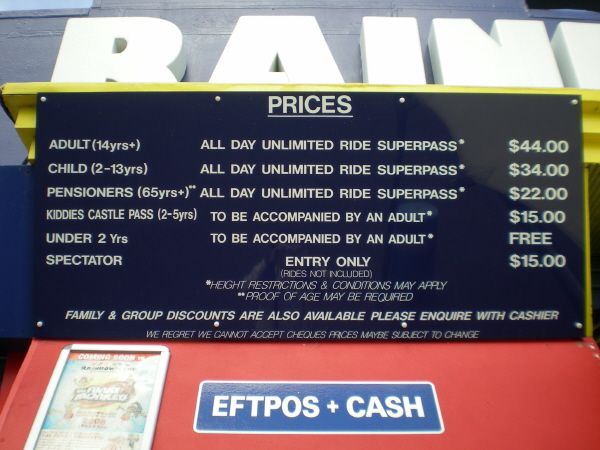 RAIN
PRICES
ADULT (14yrs+) ALL DAY UNLIMITED RIDE SUPERPASS* $44.00
CHILD (2-13yrs) ALL DAY UNLIMITED RIDE SUPERPASS* $34.00
PENSIONERS (65yrs+)** ALL DAY UNLIMITED RIDE SUPERPASS* $22.00
KIDDIES CASTLE PASS (2-5yrs) TO BE ACCOMPANIED BY AN ADULT* $15.00
UNDER 2 Yrs TO BE ACCOMPANIED BY AN ADULT* FREE
SPECTATOR ENTRY ONLY $15.00
(RIDES NOT INCLUDED)
*HEIGHT RESTRICTIONS & CONDITIONS MAY APPLY
**PROOF OF AGE MAY BE REQUIRED
FAMILY & GROUP DISCOUNTS ARE ALSO AVAILABLE PLEASE ENQUIRE WITH CASHIER
WE REGRET WE CANNOT ACCEPT CHEQUES PRICES MAYBE SUBJECT TO CHANGE
COMING SOON
EFTPOS + CASH